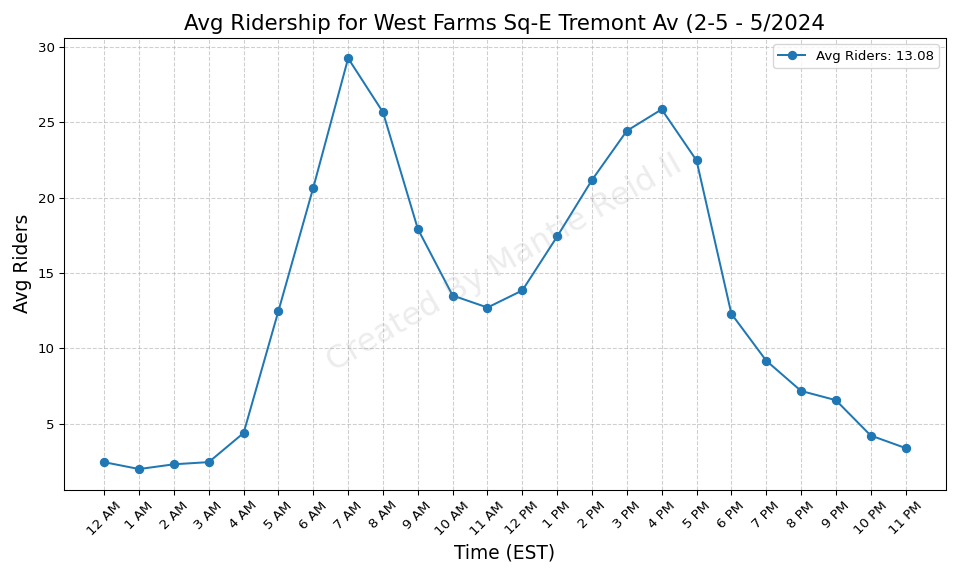 Avg Ridership for West Farms Sq-E Tremont Av (2-5 - 5/2024
Avg Riders: 13.08
30
25
20
15
10
5
Avg Riders
Created By Mantie Reid II
12 AM
1 AM
2 AM
3 AM
4 AM
5 AM
6 AM
7 AM
8 AM
9 AM
10 AM
11 AM
12 PM
1 PM
2 PM
3 PM
4 PM
5 PM
6 PM
7 PM
8 PM
9 PM
10 PM
11 PM
Time (EST)